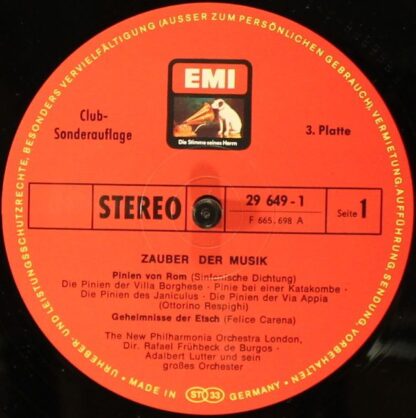 URHEBER- UND LEISTUNGSSCHUTZRECHTE, BESONDERS VERVIELFÄLTIGUNG (AUSSER ZUM PERSÖNLICHEN GEBRAUCH), VERMIETUNG, AUFFÜHRUNG, SENDUNG, VORBEHALTEN
EMI
Die Stimme seines Herrn
Club-
Sonderauflage
3. Platte
STEREO
29 649-1
F 665.698 A
Seite 1
ZAUBER DER MUSIK
Pinien von Rom (Sinfonische Dichtung)
Die Pinien der Villa Borghese - Pinie bei einer Katakombe -
Die Pinien des Janiculus - Die Pinien der Via Appia
(Ottorino Respighi)
Geheimnisse der Etsch (Felice Carena)
The New Philharmonia Orchestra London,
Dir. Rafael Frühbeck de Burgos -
Adalbert Lutter und sein
großes Orchester
MADE IN GERMANY
ST 33